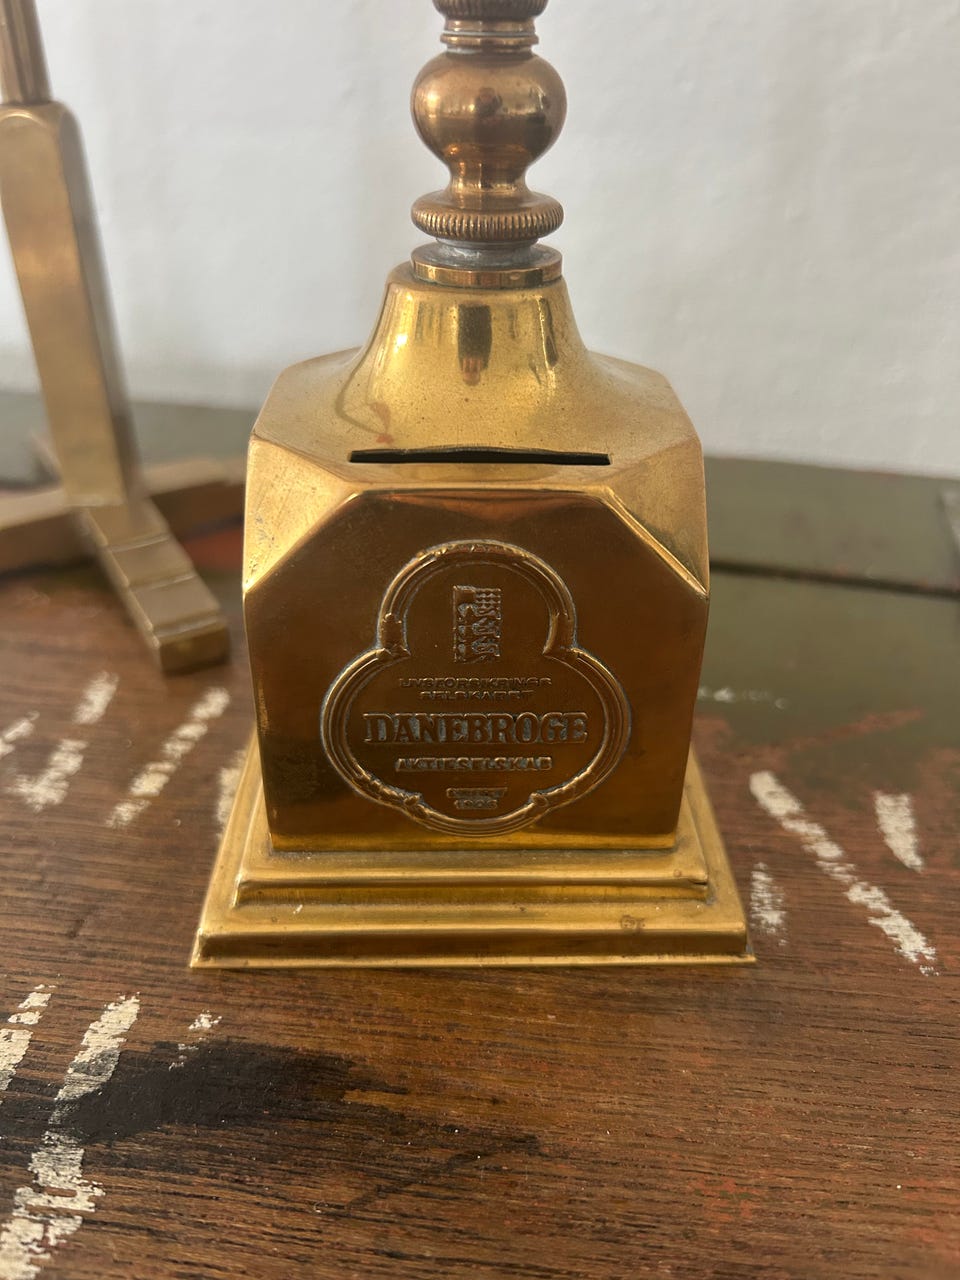 LIVSFORSIKRINGS
SELSKABET
DANEBROGE
AKTIESELSKAB